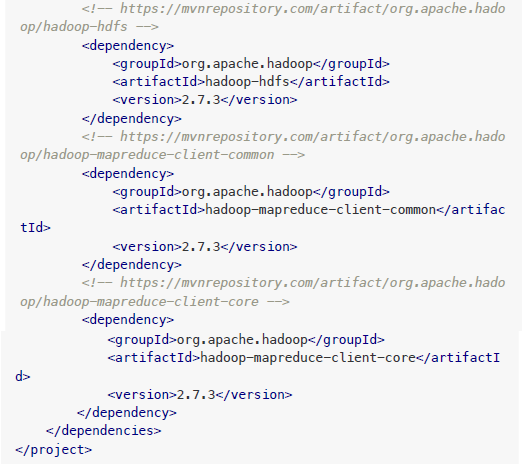 <!-- https://mvnrepository.com/artifact/org.apache.hado
op/hadoop-hdfs -->
<dependency>
<groupId>org.apache.hadoop</groupId>
<artifactId>hadoop-hdfs</artifactId>
<version>2.7.3</version>
</dependency>
<!-- https://mvnrepository.com/artifact/org.apache.hado
op/hadoop-mapreduce-client-common -->
<dependency>
<groupId>org.apache.hadoop</groupId>
<artifactId>hadoop-mapreduce-client-common</artifac
tId>
<version>2.7.3</version>
</dependency>
<!-- https://mvnrepository.com/artifact/org.apache.hado
op/hadoop-mapreduce-client-core -->
<dependency>
<groupId>org.apache.hadoop</groupId>
<artifactId>hadoop-mapreduce-client-core</artifactI
d>
<version>2.7.3</version>
</dependency>
</dependencies>
</project>